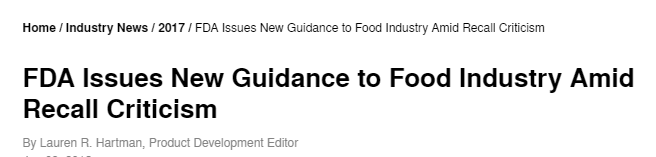 Home / Industry News / 2017 / FDA Issues New Guidance to Food Industry Amid Recall Criticism
FDA Issues New Guidance to Food Industry Amid
Recall Criticism
By Lauren R. Hartman, Product Development Editor